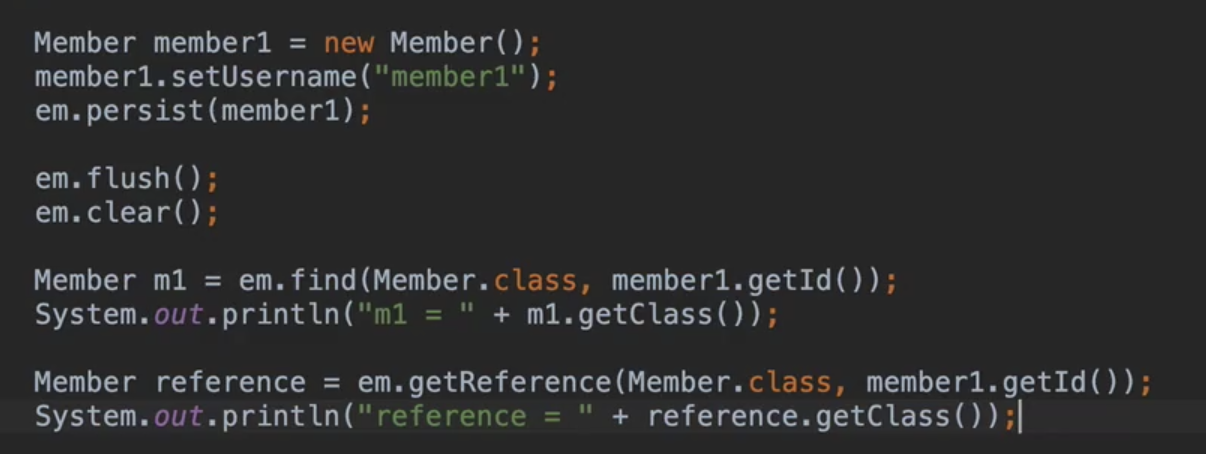 Member member1 = new Member();
member1.setUsername("member1");
em.persist(member1);
em.flush();
em.clear();
Member m1 = em.find(Member.class, member1.getId());
System.out.println("m1 = " + m1.getClass());
Member reference = em.getReference(Member.class, member1.getId());
System.out.println("reference = " + reference.getClass());